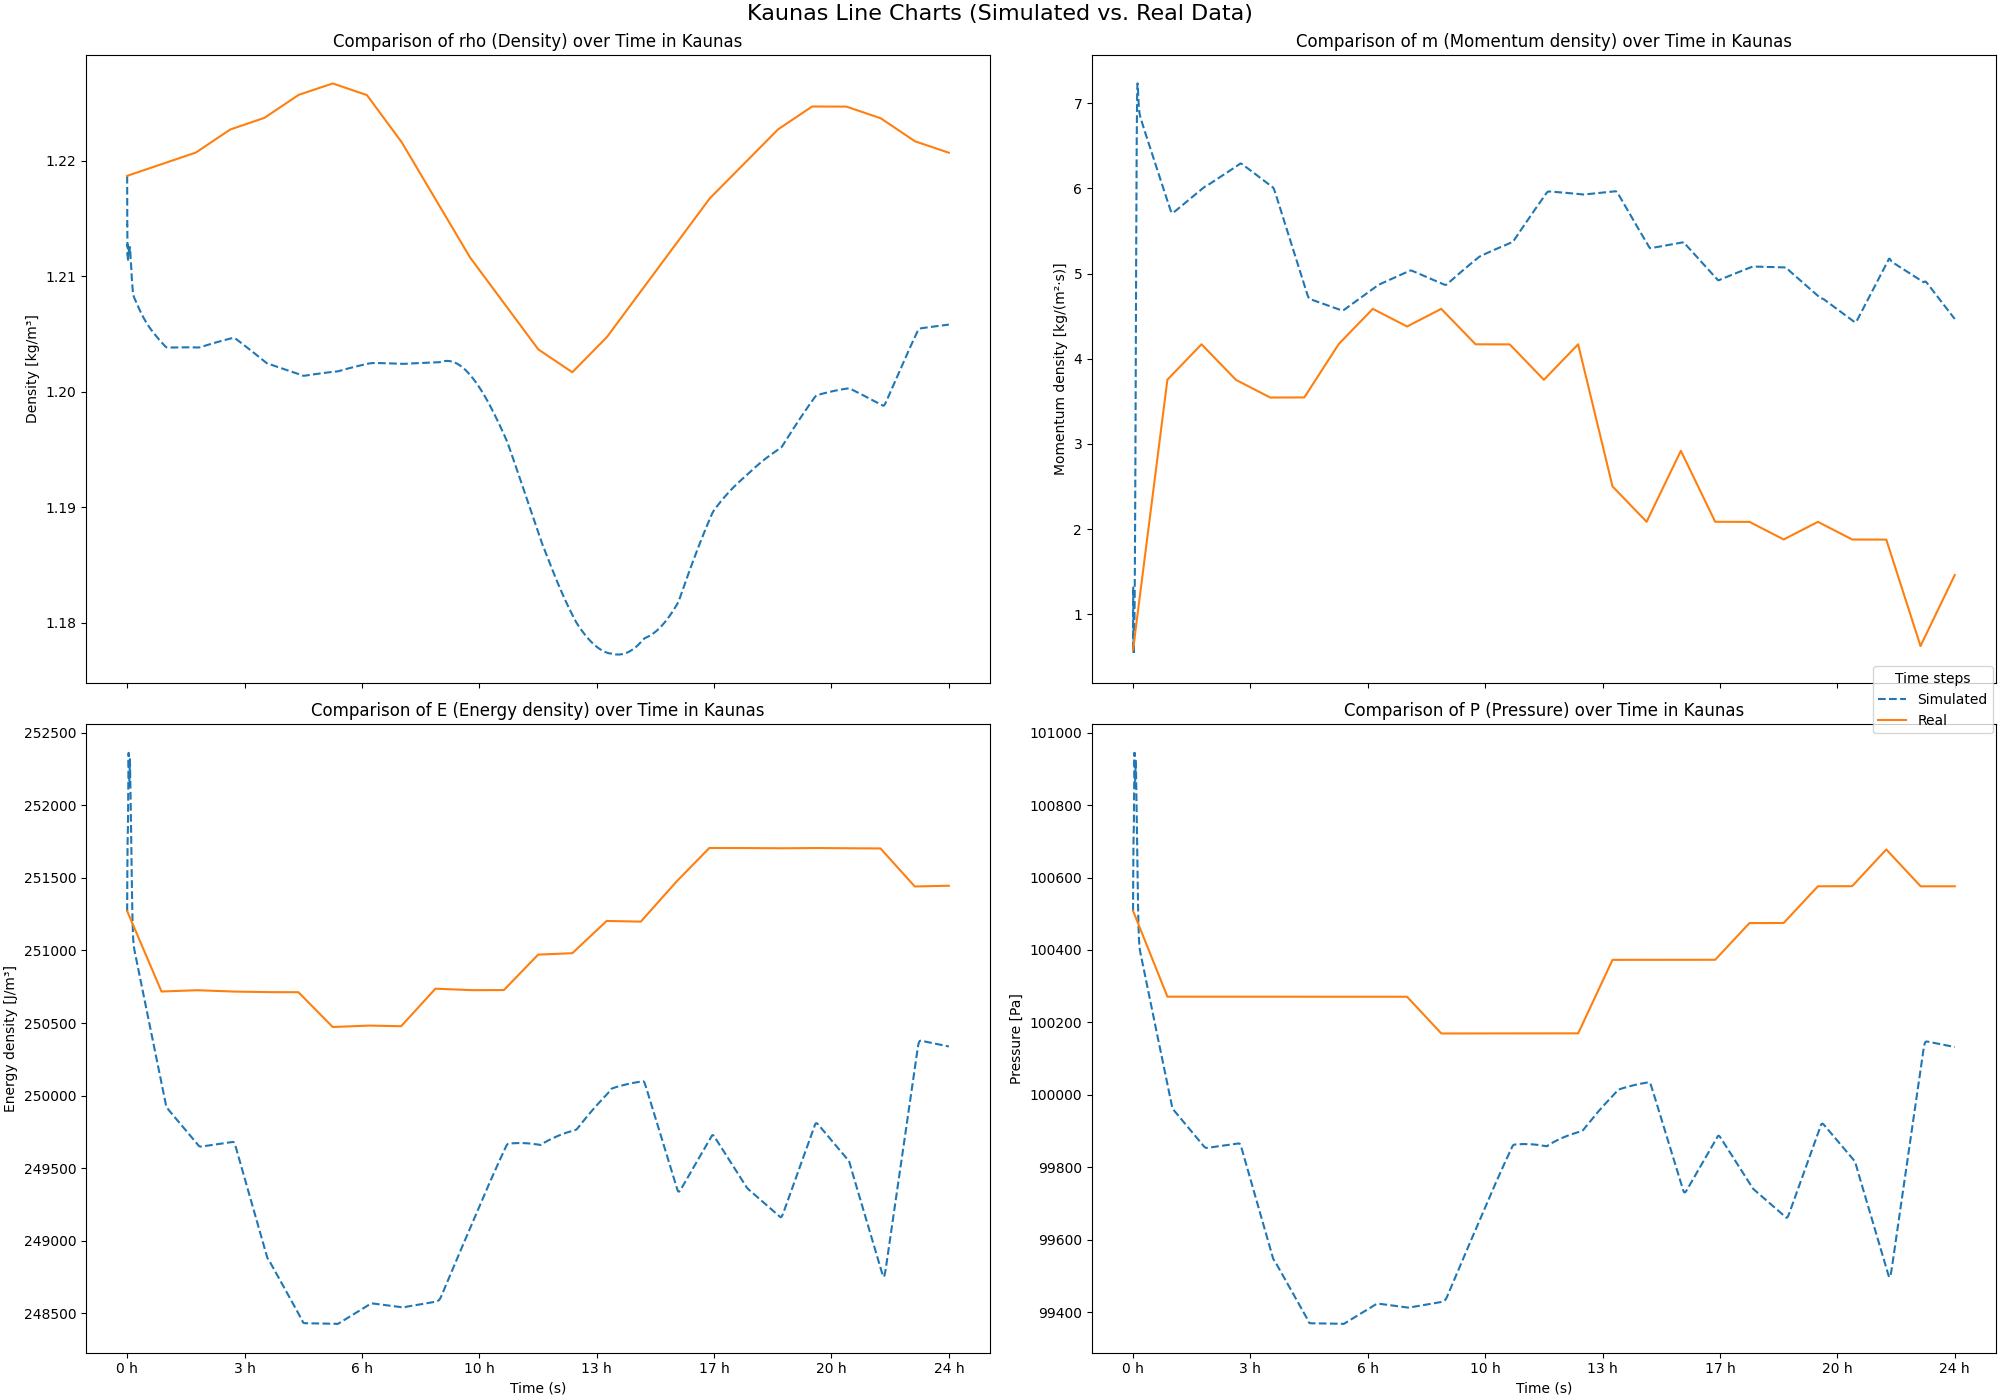 Kaunas Line Charts (Simulated vs. Real Data)
Comparison of rho (Density) over Time in Kaunas
Density [kg/m³]
1.22
1.21
1.20
1.19
1.18
Comparison of m (Momentum density) over Time in Kaunas
Momentum density [kg/(m²·s)]
7
6
5
4
3
2
1
Time steps
Simulated
Real
Comparison of E (Energy density) over Time in Kaunas
Energy density [J/m³]
252500
252000
251500
251000
250500
250000
249500
249000
248500
0 h 3 h 6 h 10 h 13 h 17 h 20 h 24 h
Time (s)
Comparison of P (Pressure) over Time in Kaunas
Pressure [Pa]
101000
100800
100600
100400
100200
100000
99800
99600
99400
0 h 3 h 6 h 10 h 13 h 17 h 20 h 24 h
Time (s)